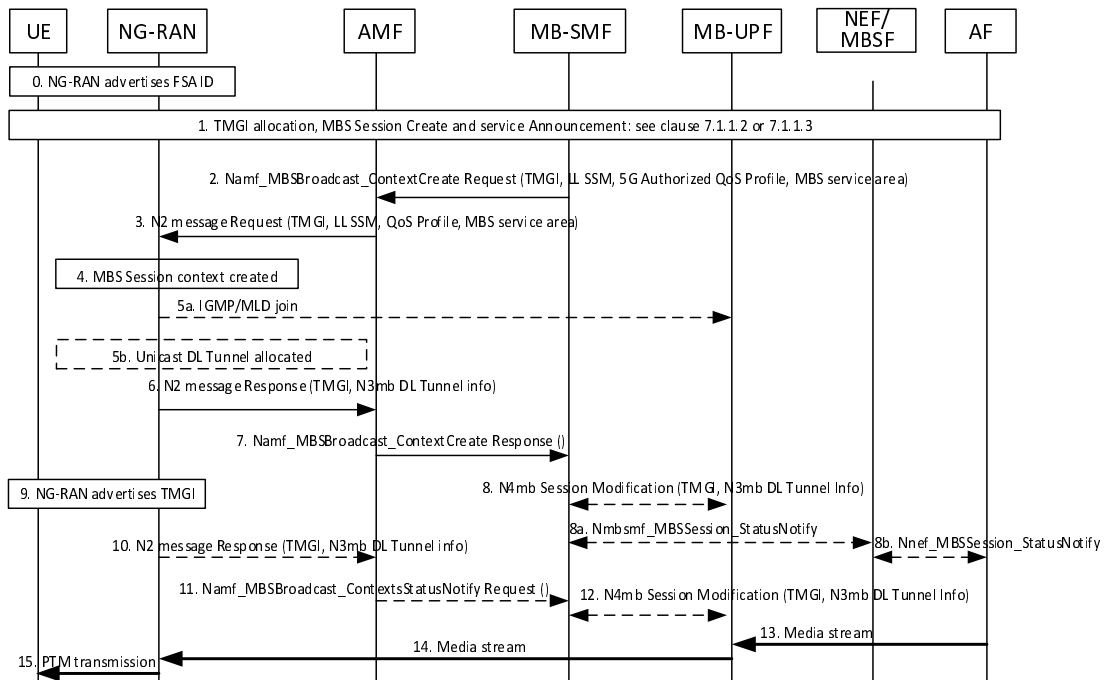 UE
NG-RAN
AMF
MB-SMF
MB-UPF
NEF/
MBSF
AF
0. NG-RAN advertises FSA ID
1. TMGI allocation, MBS Session Create and service Announcement: see clause 7.1.1.2 or 7.1.1.3
2. Namf_MBSBroadcast_ContextCreate Request (TMGI, LL SSM, 5G Authorized QoS Profile, MBS service area)
3. N2 message Request (TMGI, LL SSM, QoS Profile, MBS service area)
4. MBS Session context created
5a. IGMP/MLD join
5b. Unicast DL Tunnel allocated
6. N2 message Response (TMGI, N3mb DL Tunnel info)
7. Namf_MBSBroadcast_ContextCreate Response ()
9. NG-RAN advertises TMGI
8. N4mb Session Modification (TMGI, N3mb DL Tunnel Info)
8a. Nmbsmf_MBSSession_StatusNotify
8b. Nnef_MBSSession_StatusNotify
10. N2 message Response (TMGI, N3mb DL Tunnel info)
11. Namf_MBSBroadcast_ContextsStatusNotify Request ()
12. N4mb Session Modification (TMGI, N3mb DL Tunnel Info)
13. Media stream
14. Media stream
15. PTM transmission